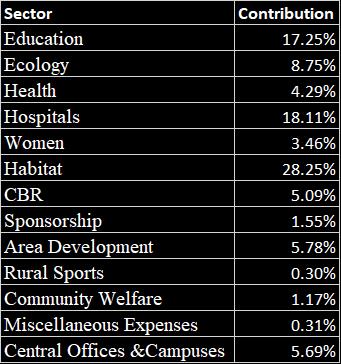 Sector Contribution
Education 17.25%
Ecology 8.75%
Health 4.29%
Hospitals 18.11%
Women 3.46%
Habitat 28.25%
CBR 5.09%
Sponsorship 1.55%
Area Development 5.78%
Rural Sports 0.30%
Community Welfare 1.17%
Miscellaneous Expenses 0.31%
Central Offices &Campuses 5.69%